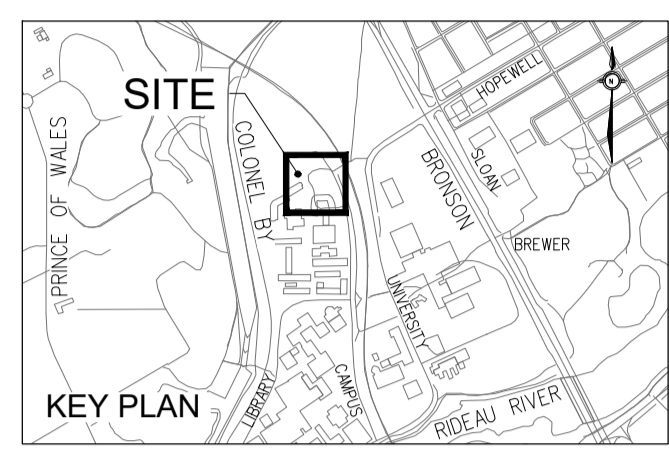 SITE
PRINCE OF WALES
COLONEL BY
HOPEWELL
N
SLOAN
BRONSON
BREWER
UNIVERSITY
LIBRARY
CAMPUS
RIDEAU RIVER
KEY PLAN